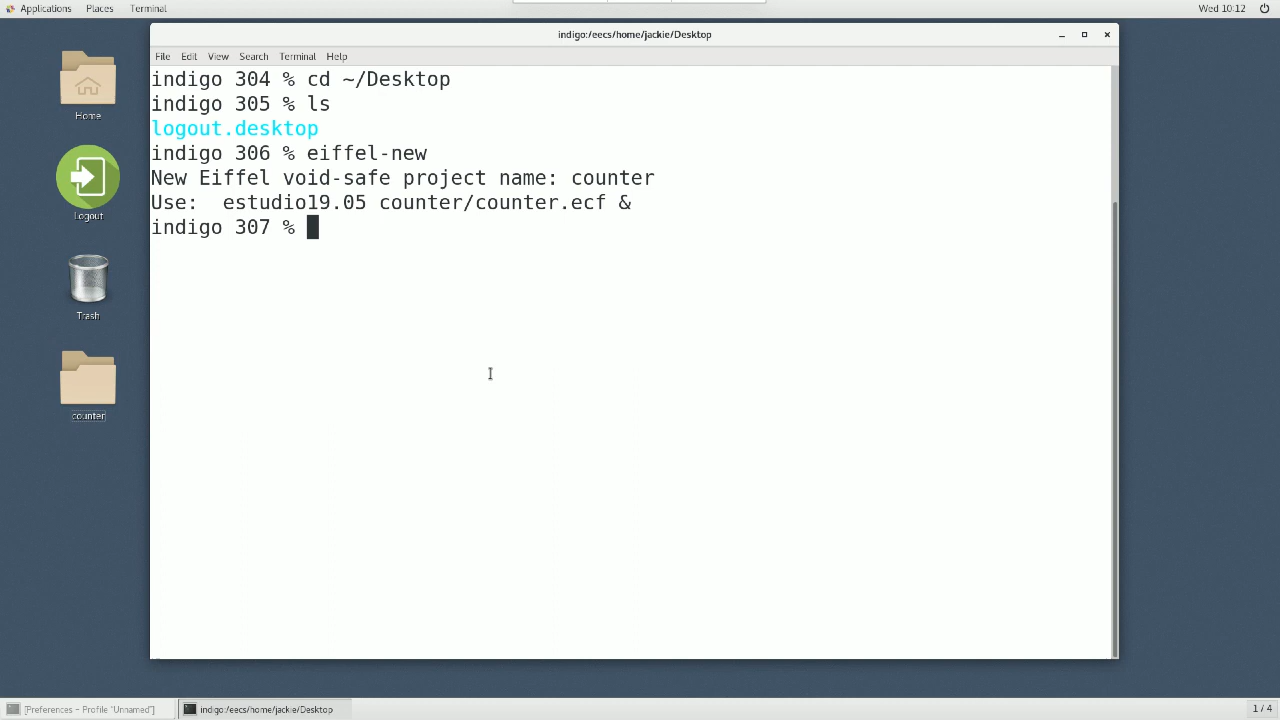 Applications Places Terminal Wed 10:12
indigo:/eecs/home/jackie/Desktop
File Edit View Search Terminal Help
indigo 304 % cd ~/Desktop
indigo 305 % ls
logout.desktop
indigo 306 % eiffel-new
New Eiffel void-safe project name: counter
Use:  estudio19.05 counter/counter.ecf &
indigo 307 %
Home
Logout
Trash
counter
[Preferences – Profile “Unnamed”] indigo:/eecs/home/jackie/Desktop 1 / 4